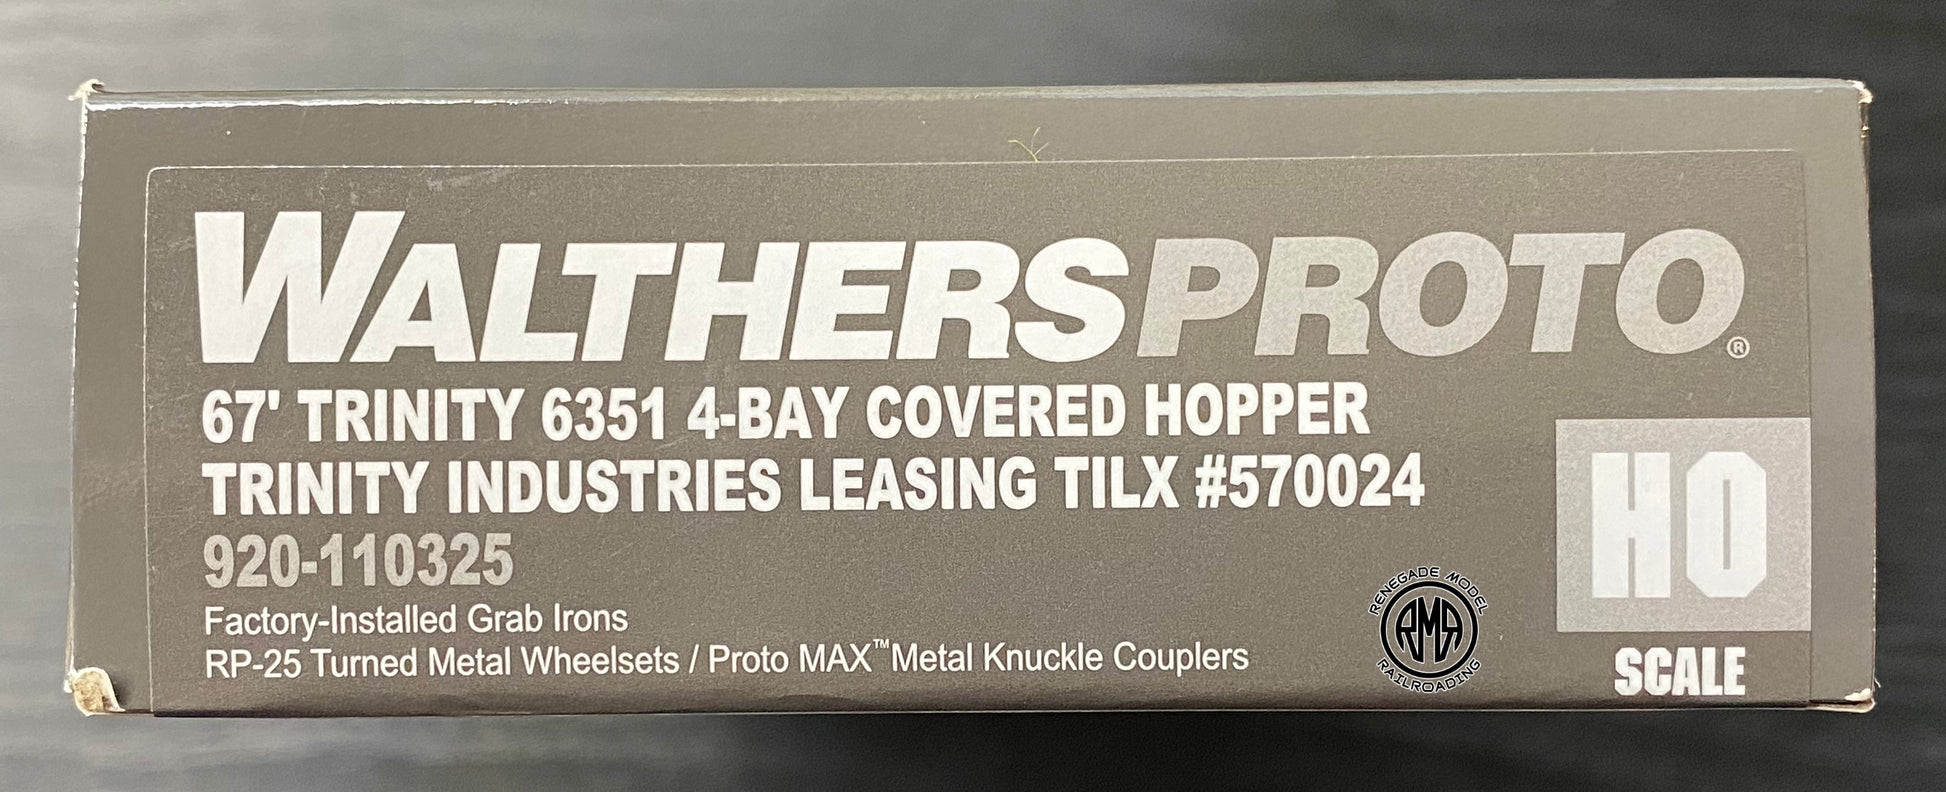 WALTHERSPROTO®
67' TRINITY 6351 4-BAY COVERED HOPPER
TRINITY INDUSTRIES LEASING TILX #570024
920-110325
Factory-Installed Grab Irons
RP-25 Turned Metal Wheelsets / Proto MAX™ Metal Knuckle Couplers
RENEGADE MODEL
RMR
RAILROADING
HO
SCALE